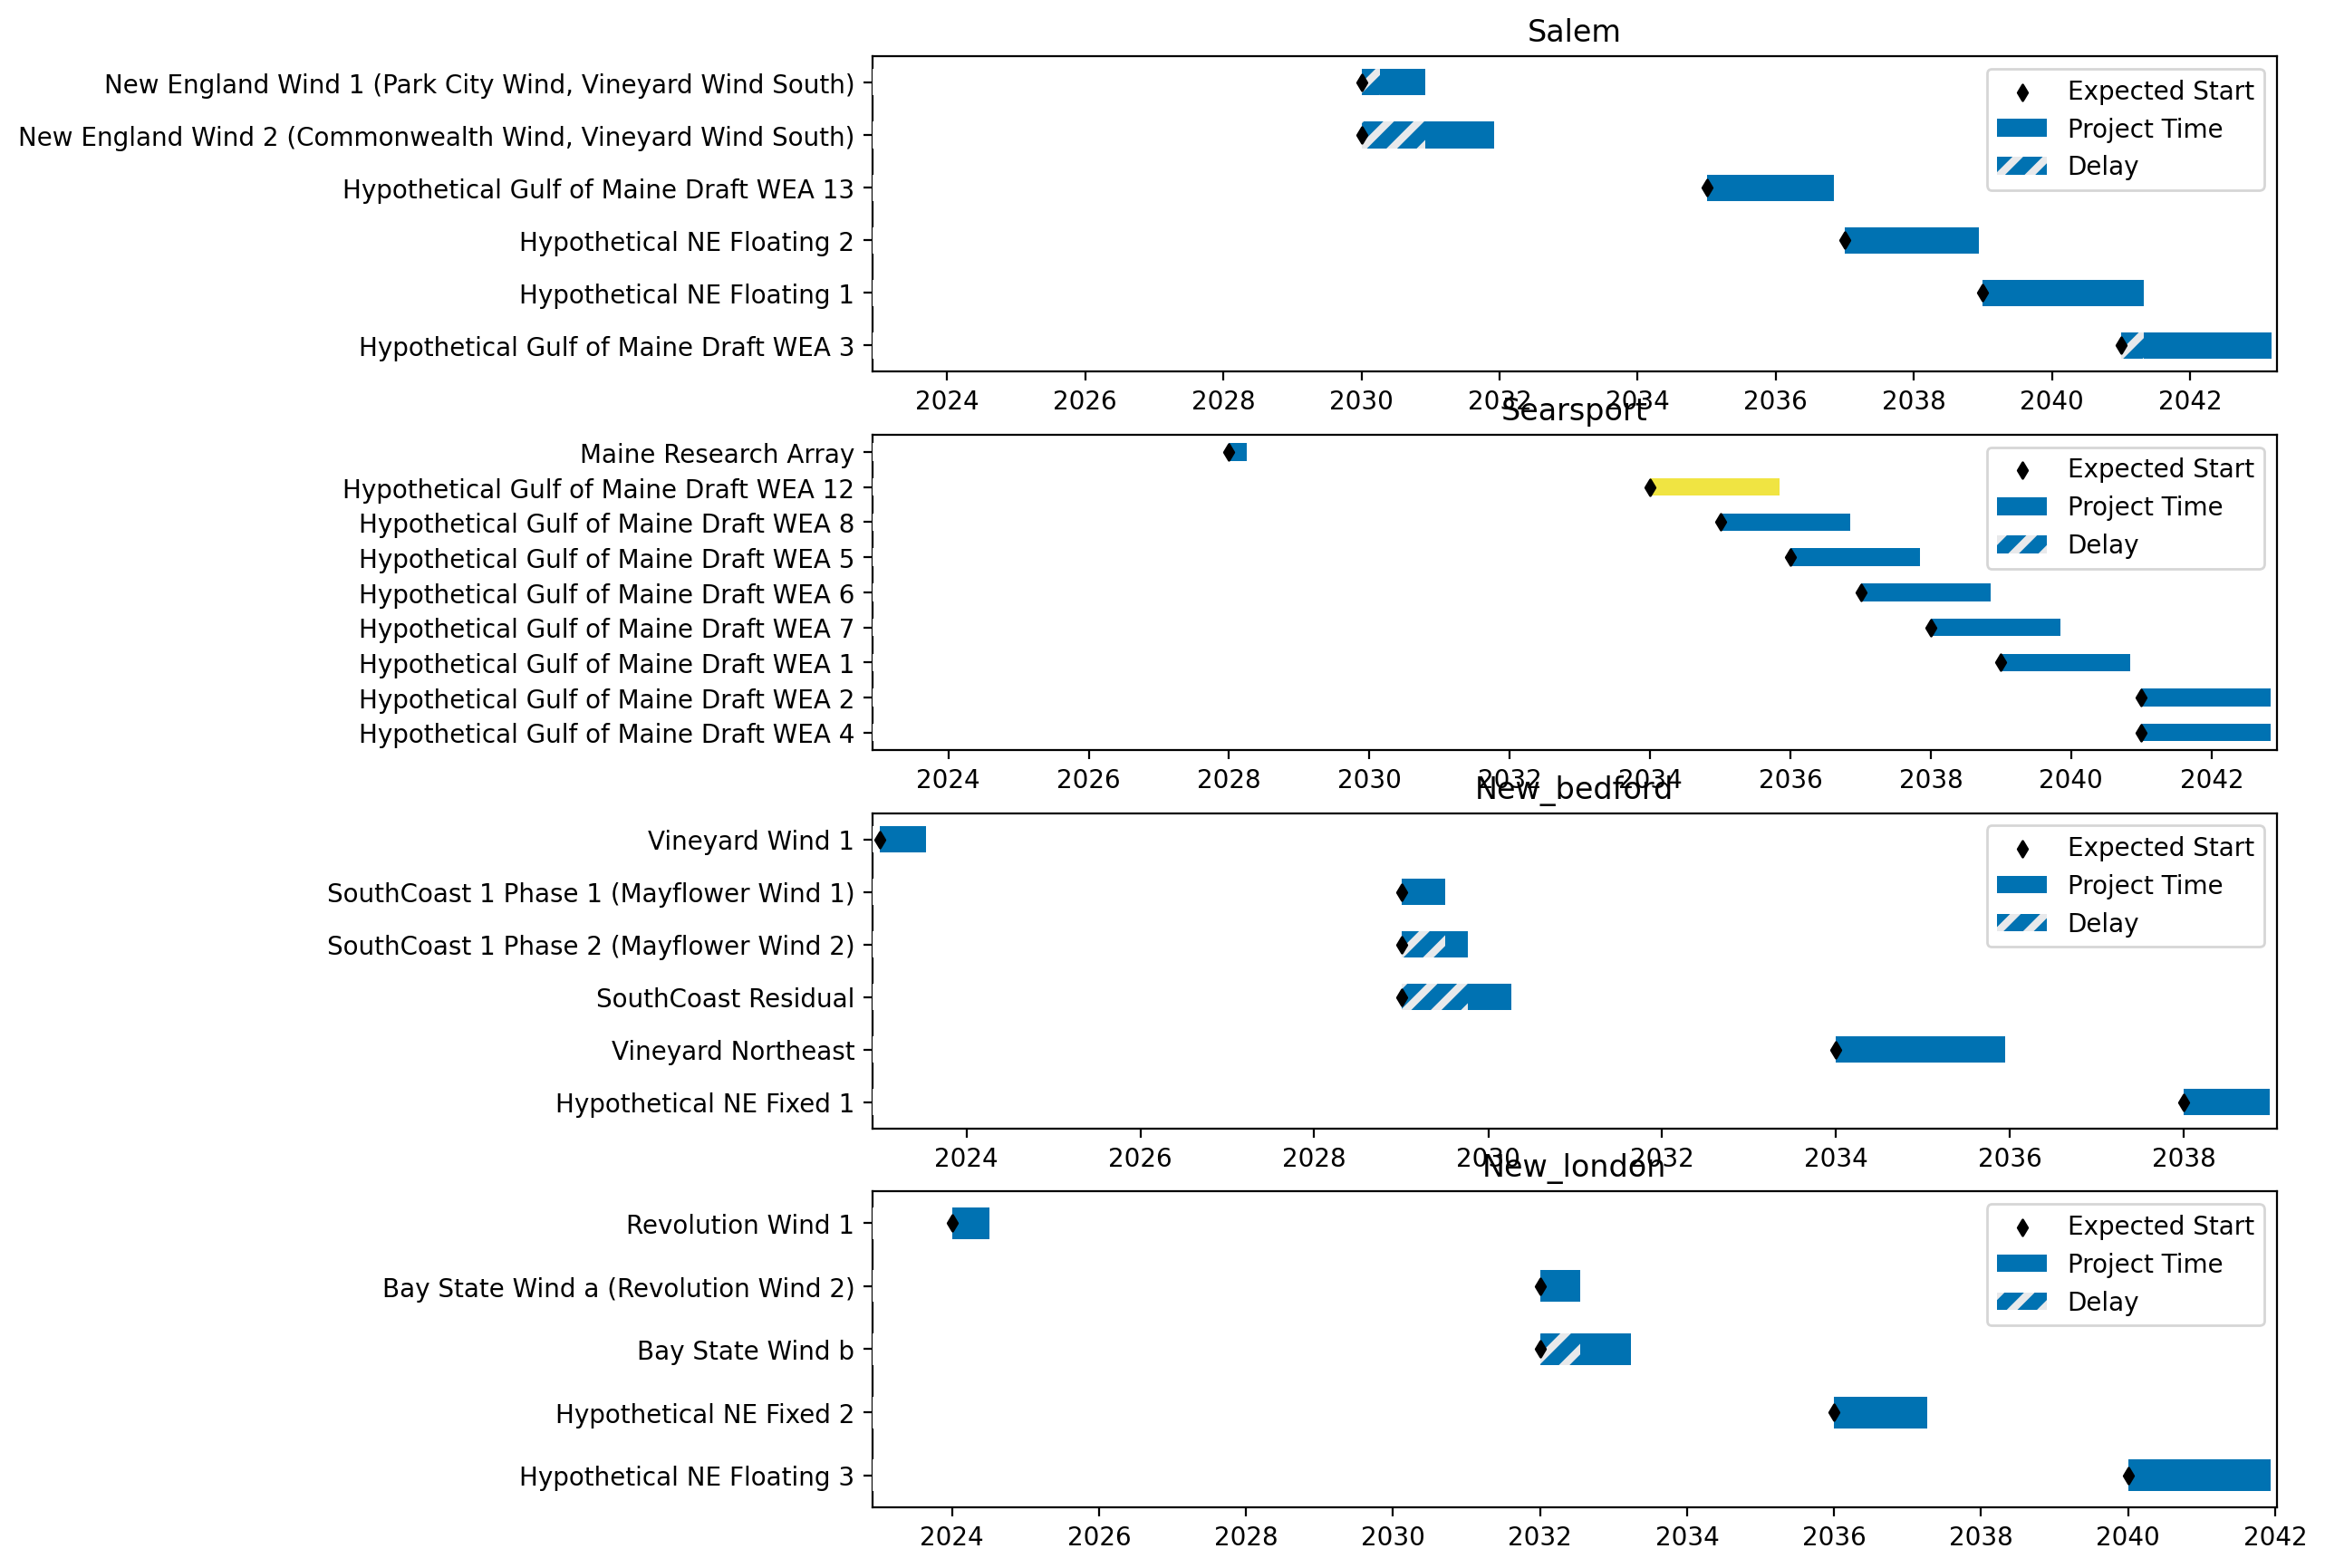 Salem
New England Wind 1 (Park City Wind, Vineyard Wind South)
New England Wind 2 (Commonwealth Wind, Vineyard Wind South)
Hypothetical Gulf of Maine Draft WEA 13
Hypothetical NE Floating 2
Hypothetical NE Floating 1
Hypothetical Gulf of Maine Draft WEA 3
Expected Start
Project Time
Delay
2024 2026 2028 2030 2032 2034 2036 2038 2040 2042
Searsport
Maine Research Array
Hypothetical Gulf of Maine Draft WEA 12
Hypothetical Gulf of Maine Draft WEA 8
Hypothetical Gulf of Maine Draft WEA 5
Hypothetical Gulf of Maine Draft WEA 6
Hypothetical Gulf of Maine Draft WEA 7
Hypothetical Gulf of Maine Draft WEA 1
Hypothetical Gulf of Maine Draft WEA 2
Hypothetical Gulf of Maine Draft WEA 4
Expected Start
Project Time
Delay
2024 2026 2028 2030 2032 2034 2036 2038 2040 2042
New_bedford
Vineyard Wind 1
SouthCoast 1 Phase 1 (Mayflower Wind 1)
SouthCoast 1 Phase 2 (Mayflower Wind 2)
SouthCoast Residual
Vineyard Northeast
Hypothetical NE Fixed 1
Expected Start
Project Time
Delay
2024 2026 2028 2030 2032 2034 2036 2038
New_london
Revolution Wind 1
Bay State Wind a (Revolution Wind 2)
Bay State Wind b
Hypothetical NE Fixed 2
Hypothetical NE Floating 3
Expected Start
Project Time
Delay
2024 2026 2028 2030 2032 2034 2036 2038 2040 2042